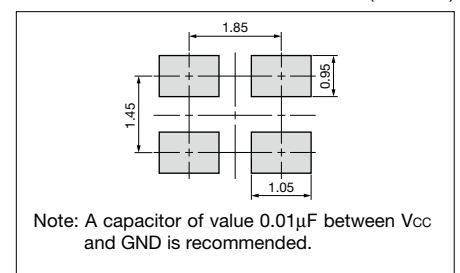 1.85
0.95
1.45
1.05
Note: A capacitor of value 0.01μF between Vcc
and GND is recommended.